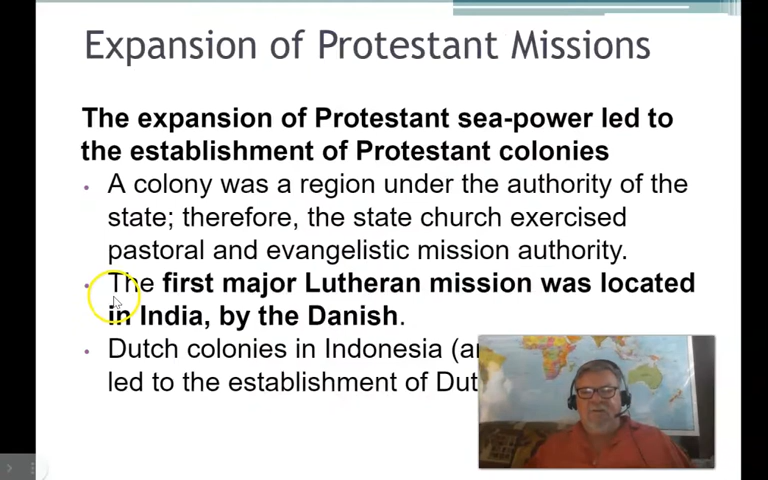 Expansion of Protestant Missions
The expansion of Protestant sea-power led to
the establishment of Protestant colonies
• A colony was a region under the authority of the
state; therefore, the state church exercised
pastoral and evangelistic mission authority.
• The first major Lutheran mission was located
in India, by the Danish.
• Dutch colonies in Indonesia
led to the establishment of